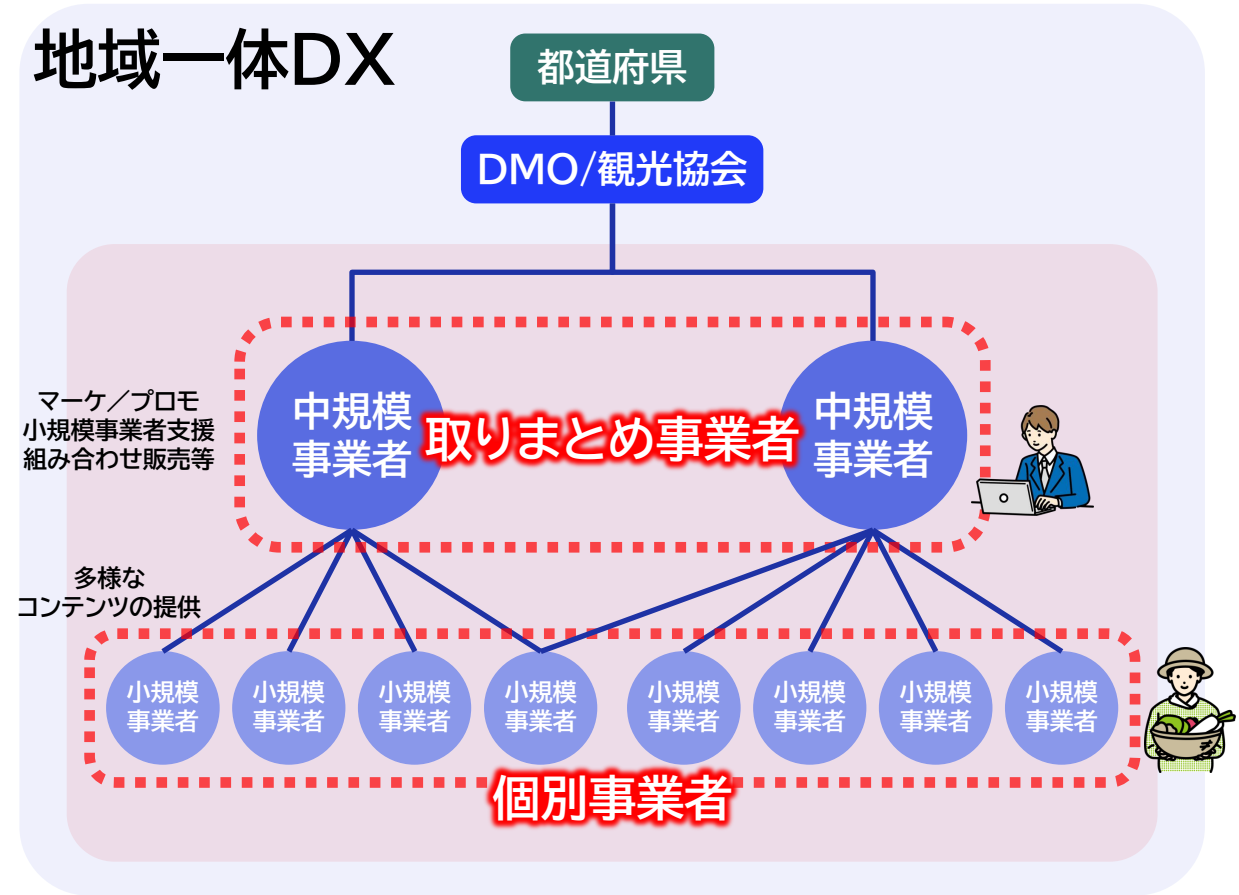 地域一体DX
都道府県
DMO/観光協会
マーケ／プロモ
小規模事業者支援
組み合わせ販売等
中規模
事業者
取りまとめ事業者
中規模
事業者
多様な
コンテンツの提供
小規模
事業者
小規模
事業者
小規模
事業者
小規模
事業者
小規模
事業者
小規模
事業者
小規模
事業者
小規模
事業者
個別事業者